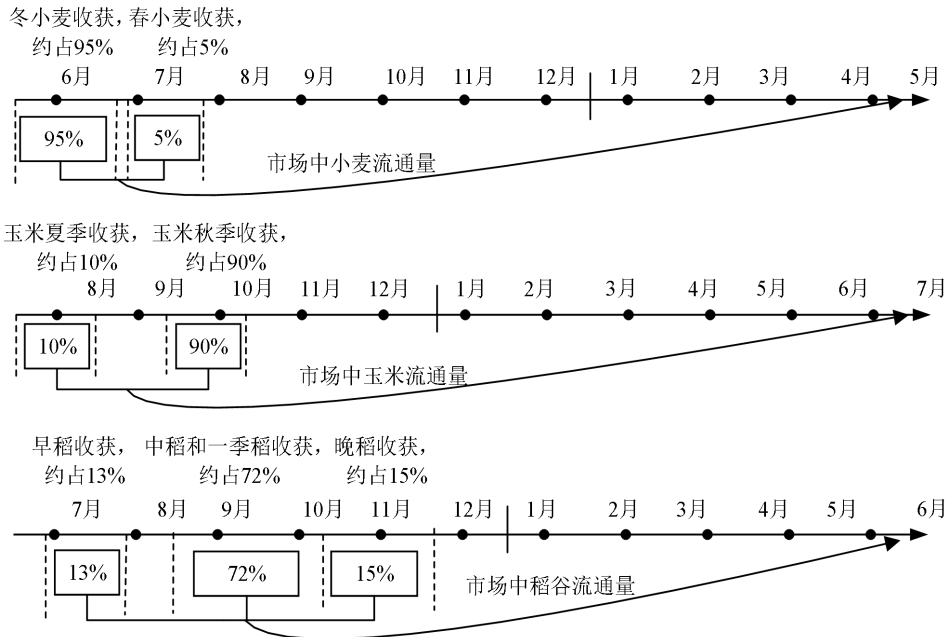 冬小麦收获，春小麦收获，
约占95% 约占5%
6月 7月 8月 9月 10月 11月 12月 1月 2月 3月 4月 5月
95% 5%
市场中小麦流通量
玉米夏季收获，玉米秋季收获，
约占10% 约占90%
8月 9月 10月 11月 12月 1月 2月 3月 4月 5月 6月 7月
10% 90%
市场中玉米流通量
早稻收获， 中稻和一季稻收获，晚稻收获，
约占13% 约占72% 约占15%
7月 8月 9月 10月 11月 12月 1月 2月 3月 4月 5月 6月
13% 72% 15%
市场中稻谷流通量